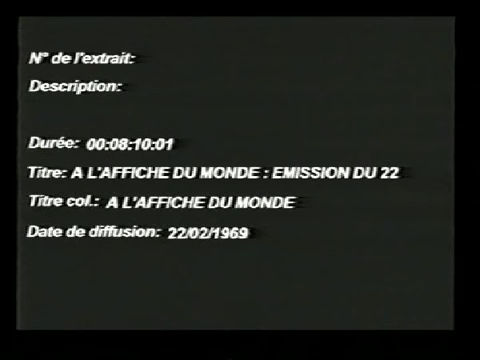 N° de l'extrait:
Description:
Durée: 00:08:10:01
Titre: A L'AFFICHE DU MONDE : EMISSION DU 22
Titre col.: A L'AFFICHE DU MONDE
Date de diffusion: 22/02/1969